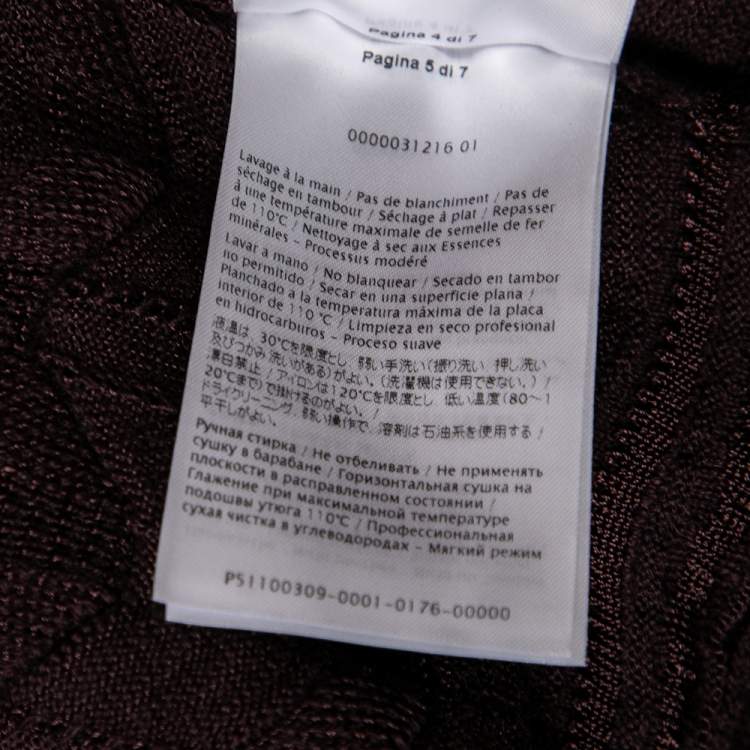 Pagina 4 di 7
Pagina 5 di 7
0000031216 01
Lavage à la main / Pas de blanchiment / Pas de
séchage en tambour / Séchage à plat / Repasser
à une température maximale de semelle de fer
de 110°C / Nettoyage à sec aux Essences
minérales - Processus modéré
Lavar a mano / No blanquear / Secado en tambor
no permitido / Secar en una superficie plana /
Planchado a la temperatura máxima de la placa
interior de 110 °C / Limpieza en seco profesional
en hidrocarburos - Proceso suave
液温は、30℃を限度とし、弱い手洗い(振り洗い、押し洗い
及びつかみ洗いがある)がよい。(洗濯機は使用できない。) /
漂白禁止 / アイロンは120℃を限度とし、低い温度(80~1
20℃まで)で掛けるのがよい。 /
ドライクリーニング、弱い操作で、溶剤は石油系を使用する /
平干しがよい。
Ручная стирка / Не отбеливать / Не применять
сушку в барабане / Горизонтальная сушка на
плоскости в расправленном состоянии /
Глажение при максимальной температуре
подошвы утюга 110°C / Профессиональная
сухая чистка в углеводородах - Мягкий режим
P51100309-0001-0176-00000